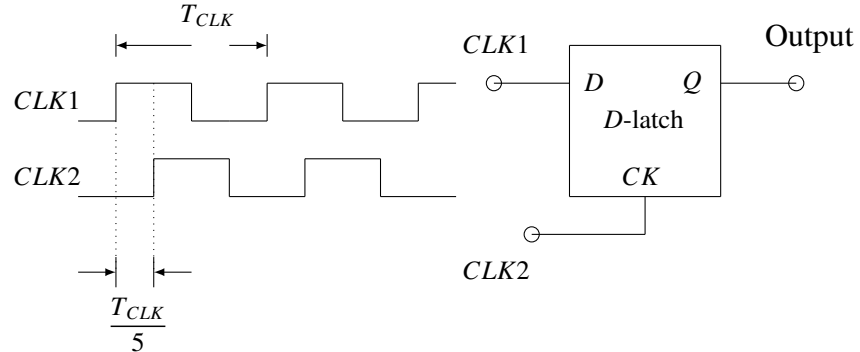 T_CLK
CLK1
CLK2
T_CLK
5
CLK1
Output
D
Q
D-latch
CK
CLK2